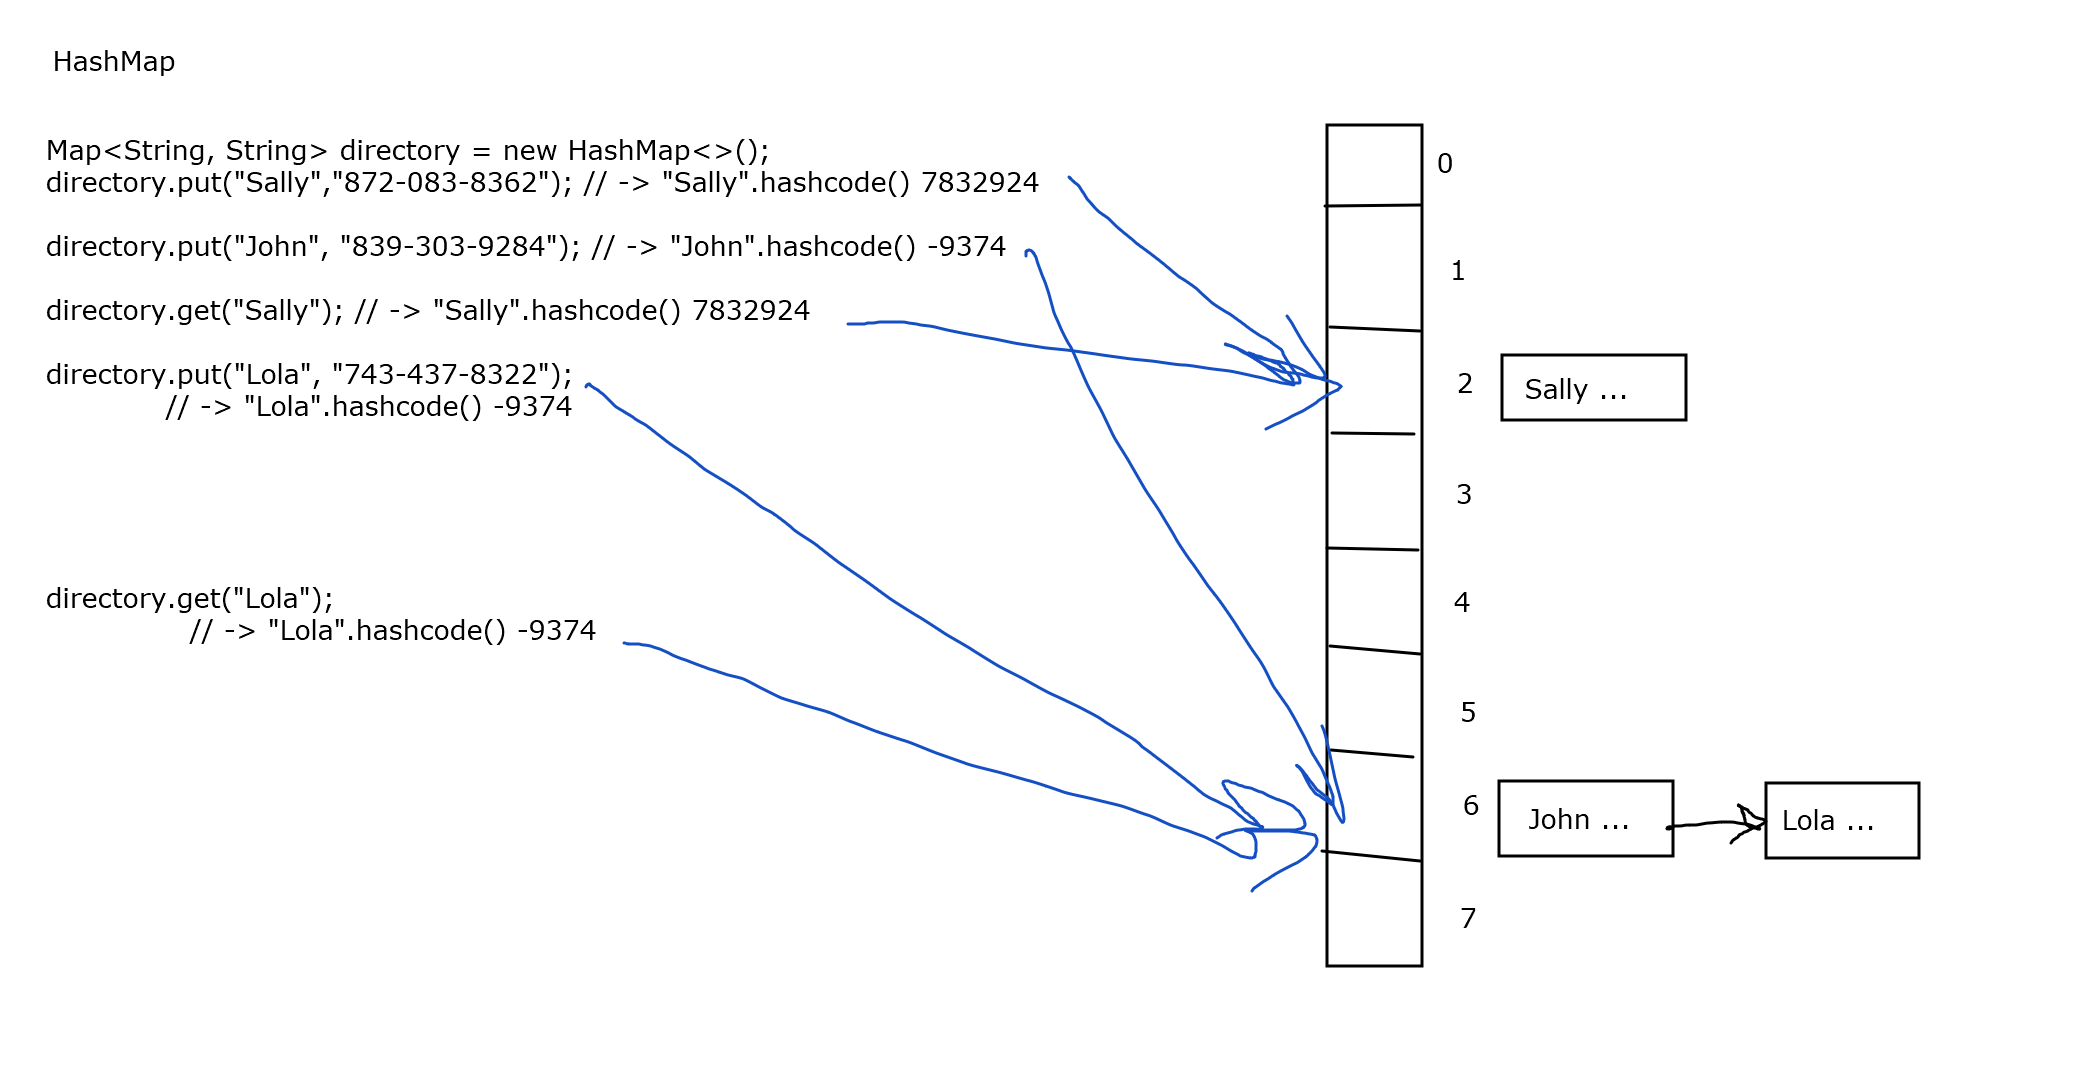 HashMap
Map<String, String> directory = new HashMap<>();
directory.put("Sally","872-083-8362"); // -> "Sally".hashcode() 7832924
directory.put("John", "839-303-9284"); // -> "John".hashcode() -9374
directory.get("Sally"); // -> "Sally".hashcode() 7832924
directory.put("Lola", "743-437-8322");
// -> "Lola".hashcode() -9374
directory.get("Lola");
// -> "Lola".hashcode() -9374
0
1
2
Sally ...
3
4
5
6
John ...
Lola ...
7